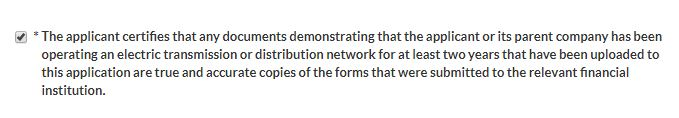 * The applicant certifies that any documents demonstrating that the applicant or its parent company has been
operating an electric transmission or distribution network for at least two years that have been uploaded to
this application are true and accurate copies of the forms that were submitted to the relevant financial
institution.